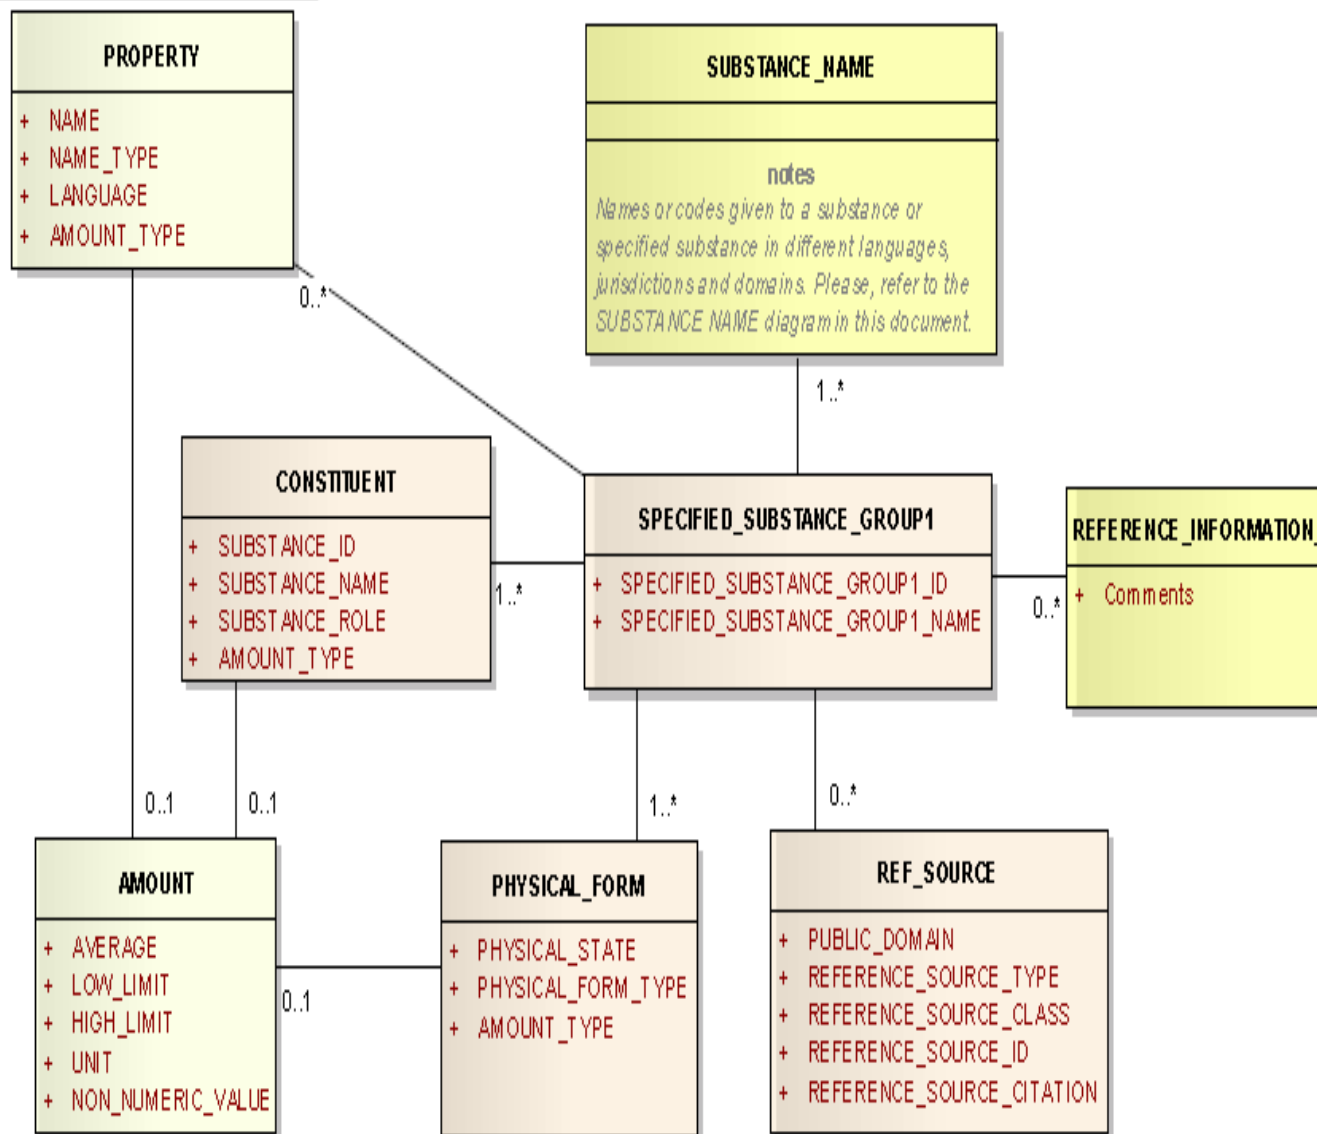 PROPERTY
+ NAME
+ NAME_TYPE
+ LANGUAGE
+ AMOUNT_TYPE
0..*
SUBSTANCE_NAME
notes
Names or codes given to a substance or
specified substance in different languages,
jurisdictions and domains. Please, refer to the
SUBSTANCE NAME diagram in this document.
1..*
CONSTITUENT
+ SUBSTANCE_ID
+ SUBSTANCE_NAME
+ SUBSTANCE_ROLE
+ AMOUNT_TYPE
1..*
SPECIFIED_SUBSTANCE_GROUP1
+ SPECIFIED_SUBSTANCE_GROUP1_ID
+ SPECIFIED_SUBSTANCE_GROUP1_NAME
0..*
REFERENCE_INFORMATION_
+ Comments
0..1
0..1
1..*
0..*
AMOUNT
+ AVERAGE
+ LOW_LIMIT
+ HIGH_LIMIT
+ UNIT
+ NON_NUMERIC_VALUE
0..1
PHYSICAL_FORM
+ PHYSICAL_STATE
+ PHYSICAL_FORM_TYPE
+ AMOUNT_TYPE
REF_SOURCE
+ PUBLIC_DOMAIN
+ REFERENCE_SOURCE_TYPE
+ REFERENCE_SOURCE_CLASS
+ REFERENCE_SOURCE_ID
+ REFERENCE_SOURCE_CITATION